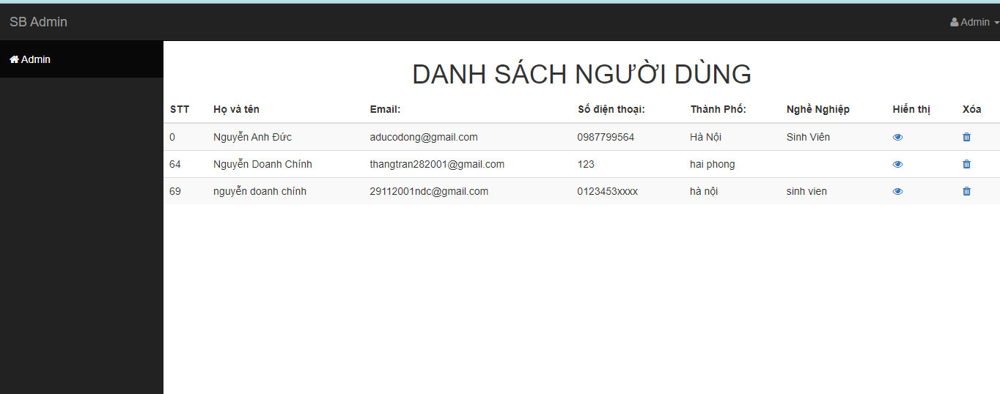 SB Admin Admin
Admin
DANH SÁCH NGƯỜI DÙNG
STT Họ và tên Email: Số điện thoại: Thành Phố: Nghề Nghiệp Hiển thị Xóa
0 Nguyễn Anh Đức aducodong@gmail.com 0987799564 Hà Nội Sinh Viên
64 Nguyễn Doanh Chính thangtran282001@gmail.com 123 hai phong
69 nguyễn doanh chính 29112001ndc@gmail.com 0123453xxxx hà nội sinh vien